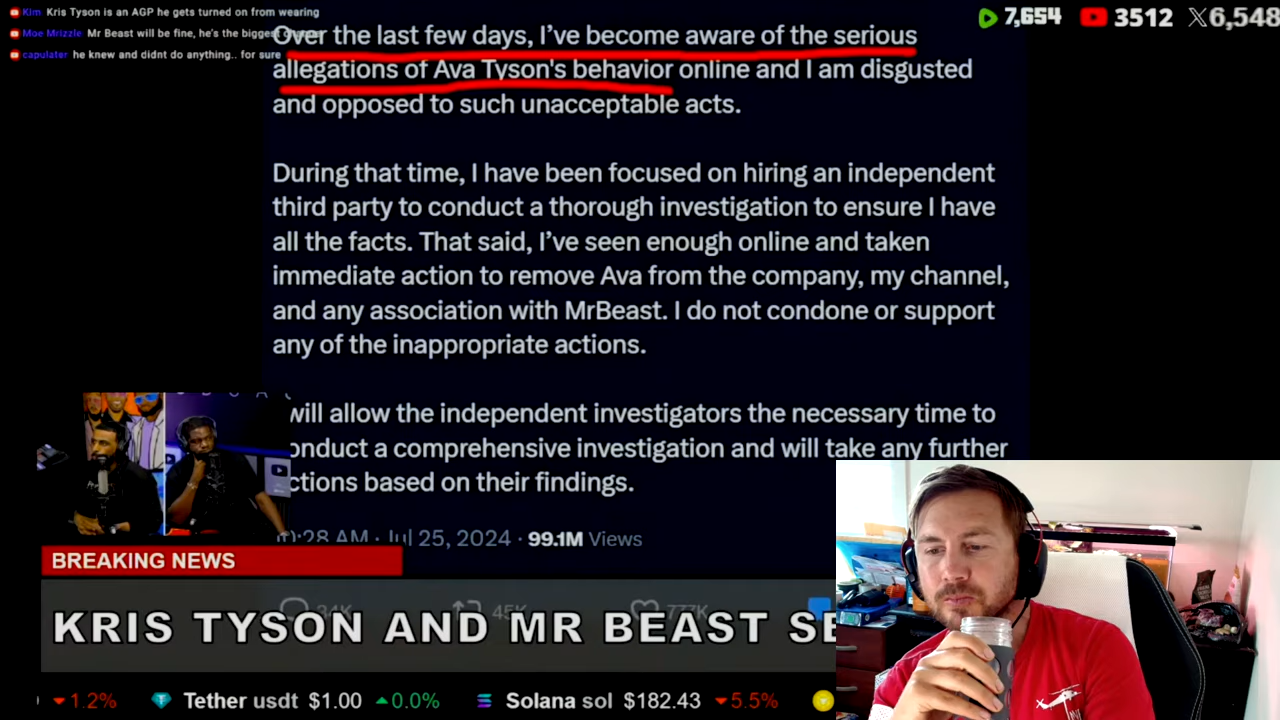 Kim Kris Tyson is an AGP he gets turned on from wearing
Moe Mrizzle Mr Beast will be fine, he's the biggest
capulater he knew and didnt do anything.. for sure
7,654 3512 6,548
Over the last few days, I've become aware of the serious
allegations of Ava Tyson's behavior online and I am disgusted
and opposed to such unacceptable acts.
During that time, I have been focused on hiring an independent
third party to conduct a thorough investigation to ensure I have
all the facts. That said, I've seen enough online and taken
immediate action to remove Ava from the company, my channel,
and any association with MrBeast. I do not condone or support
any of the inappropriate actions.
will allow the independent investigators the necessary time to
onduct a comprehensive investigation and will take any further
ctions based on their findings.
10:28 AM · Jul 25, 2024 · 99.1M Views
34K 45K 777K
BREAKING NEWS
KRIS TYSON AND MR BEAST SE
1.2% Tether usdt $1.00 0.0% Solana sol $182.43 5.5%